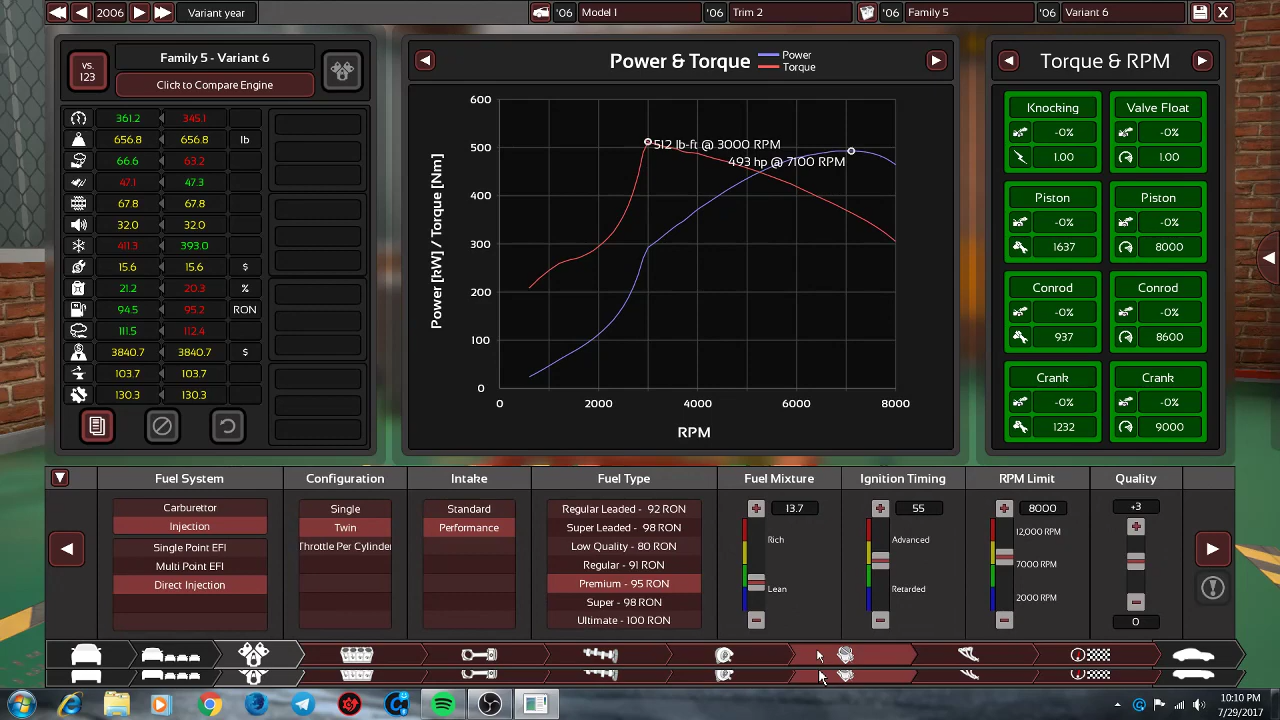 2006
Variant year
'06
Model 1
'06
Trim 2
'06
Family 5
'06
Variant 6
X
vs.
123
Family 5 - Variant 6
Click to Compare Engine
361.2 345.1
656.8 656.8 lb
66.6 63.2
47.1 47.3
67.8 67.8
32.0 32.0
411.3 393.0
15.6 15.6 $
21.2 20.3 %
94.5 95.2 RON
111.5 112.4
3840.7 3840.7 $
103.7 103.7
130.3 130.3
Power & Torque
Power
Torque
Power [kW] / Torque [Nm]
600
500
400
300
200
100
0
512 lb-ft @ 3000 RPM
493 hp @ 7100 RPM
0 2000 4000 6000 8000
RPM
Torque & RPM
Knocking Valve Float
-0% -0%
1.00 1.00
Piston Piston
-0% -0%
1637 8000
Conrod Conrod
-0% -0%
937 8600
Crank Crank
-0% -0%
1232 9000
Fuel System
Carburettor
Injection
Single Point EFI
Multi Point EFI
Direct Injection
Configuration
Single
Twin
Throttle Per Cylinder
Intake
Standard
Performance
Fuel Type
Regular Leaded - 92 RON
Super Leaded - 98 RON
Low Quality - 80 RON
Regular - 91 RON
Premium - 95 RON
Super - 98 RON
Ultimate - 100 RON
Fuel Mixture
13.7
Rich
Lean
Ignition Timing
55
Advanced
Retarded
RPM Limit
8000
12,000 RPM
7000 RPM
2000 RPM
Quality
+3
0
10:10 PM
7/29/2017